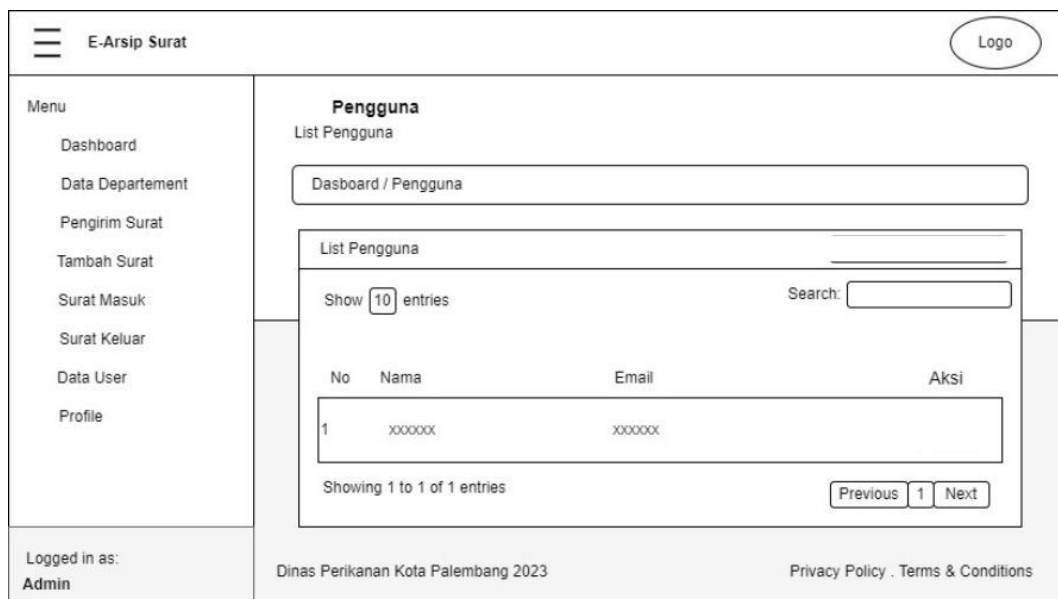 E-Arsip Surat
Logo
Menu
Dashboard
Data Departement
Pengirim Surat
Tambah Surat
Surat Masuk
Surat Keluar
Data User
Profile
Logged in as:
Admin
Pengguna
List Pengguna
Dasboard / Pengguna
List Pengguna
Show 10 entries
Search:
No Nama Email Aksi
1 xxxxxx xxxxxx
Showing 1 to 1 of 1 entries
Previous 1 Next
Dinas Perikanan Kota Palembang 2023
Privacy Policy . Terms & Conditions